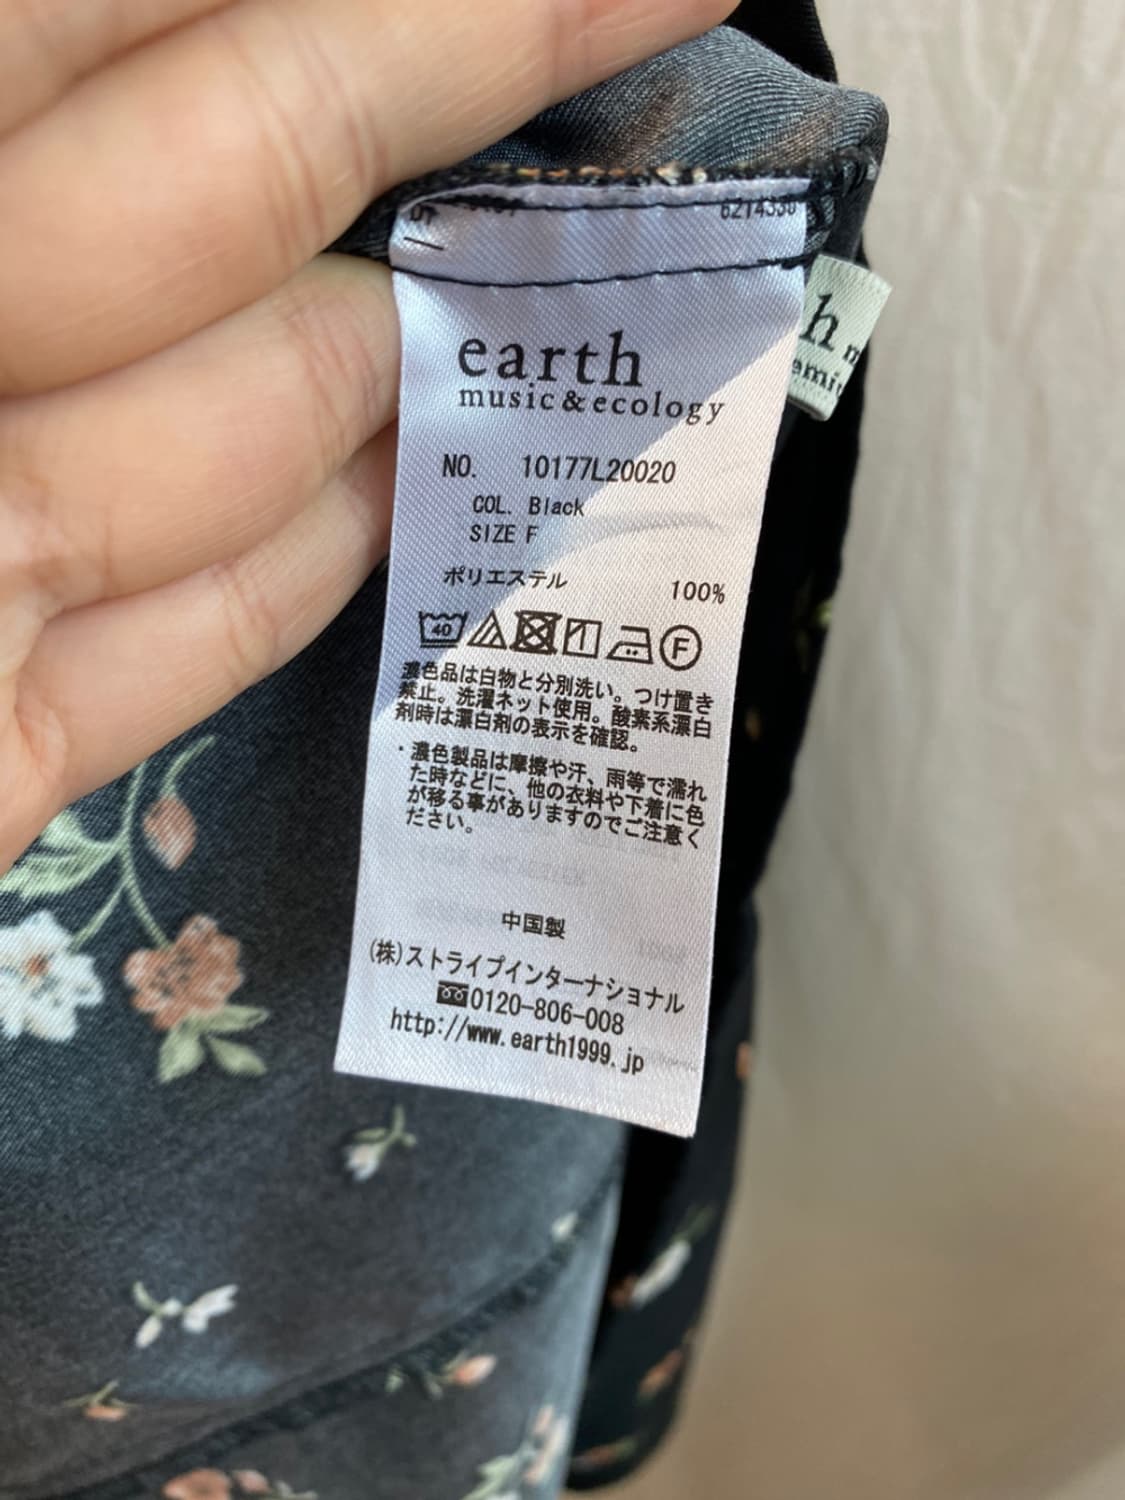 6214330
earth
music&ecology
NO. 10177L20020
COL. Black
SIZE F
ポリエステル 100%
40
F
濃色品は白物と分別洗い。つけ置き
禁止。洗濯ネット使用。酸素系漂白
剤時は漂白剤の表示を確認。
・濃色製品は摩擦や汗、雨等で濡れ
た時などに、他の衣料や下着に色
が移る事がありますのでご注意く
ださい。
中国製
(株)ストライプインターナショナル
0120-806-008
http://www.earth1999.jp
h